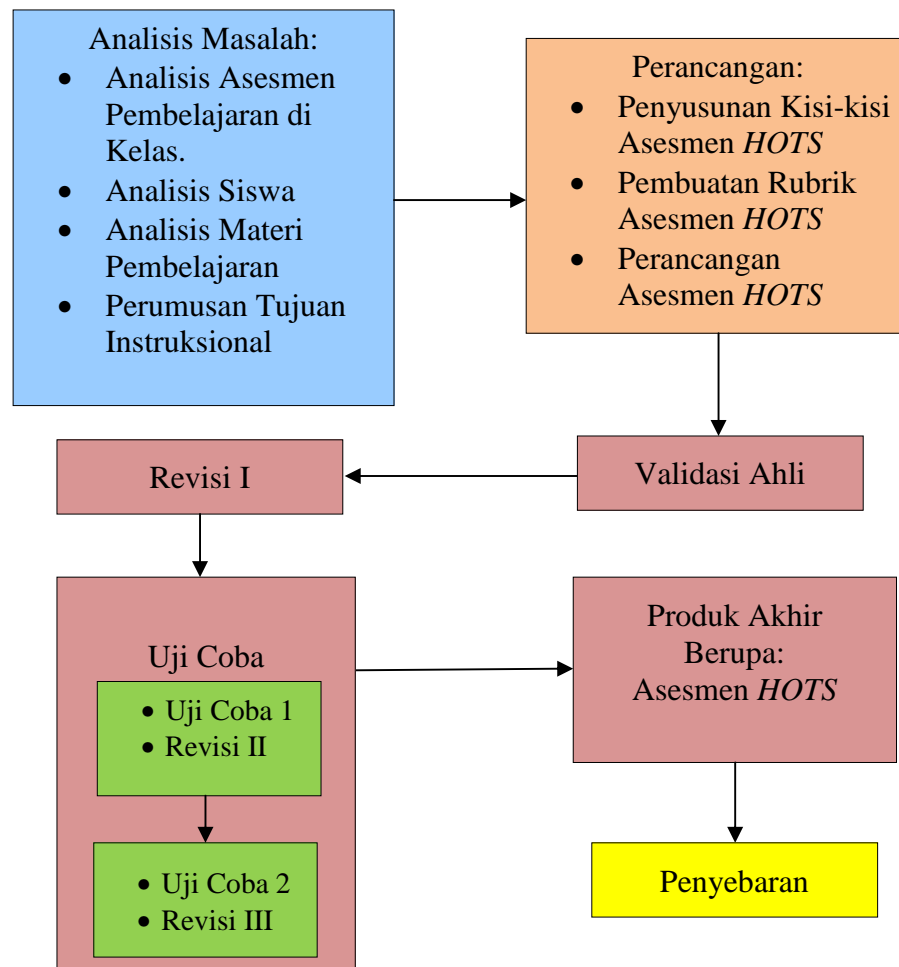 Analisis Masalah:
• Analisis Asesmen
Pembelajaran di
Kelas.
• Analisis Siswa
• Analisis Materi
Pembelajaran
• Perumusan Tujuan
Instruksional
Perancangan:
• Penyusunan Kisi-kisi
Asesmen HOTS
• Pembuatan Rubrik
Asesmen HOTS
• Perancangan
Asesmen HOTS
Validasi Ahli
Revisi I
Uji Coba
• Uji Coba 1
• Revisi II
• Uji Coba 2
• Revisi III
Produk Akhir
Berupa:
Asesmen HOTS
Penyebaran